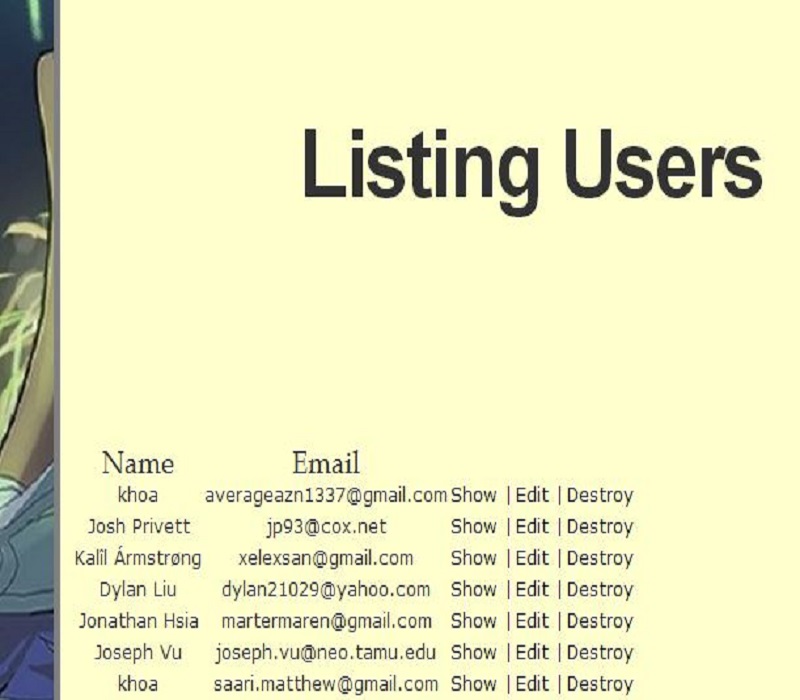 Listing Users
Name Email
khoa averageazn1337@gmail.com Show | Edit | Destroy
Josh Privett jp93@cox.net Show | Edit | Destroy
Kalîl Ármstrøng xelexsan@gmail.com Show | Edit | Destroy
Dylan Liu dylan21029@yahoo.com Show | Edit | Destroy
Jonathan Hsia martermaren@gmail.com Show | Edit | Destroy
Joseph Vu joseph.vu@neo.tamu.edu Show | Edit | Destroy
khoa saari.matthew@gmail.com Show | Edit | Destroy